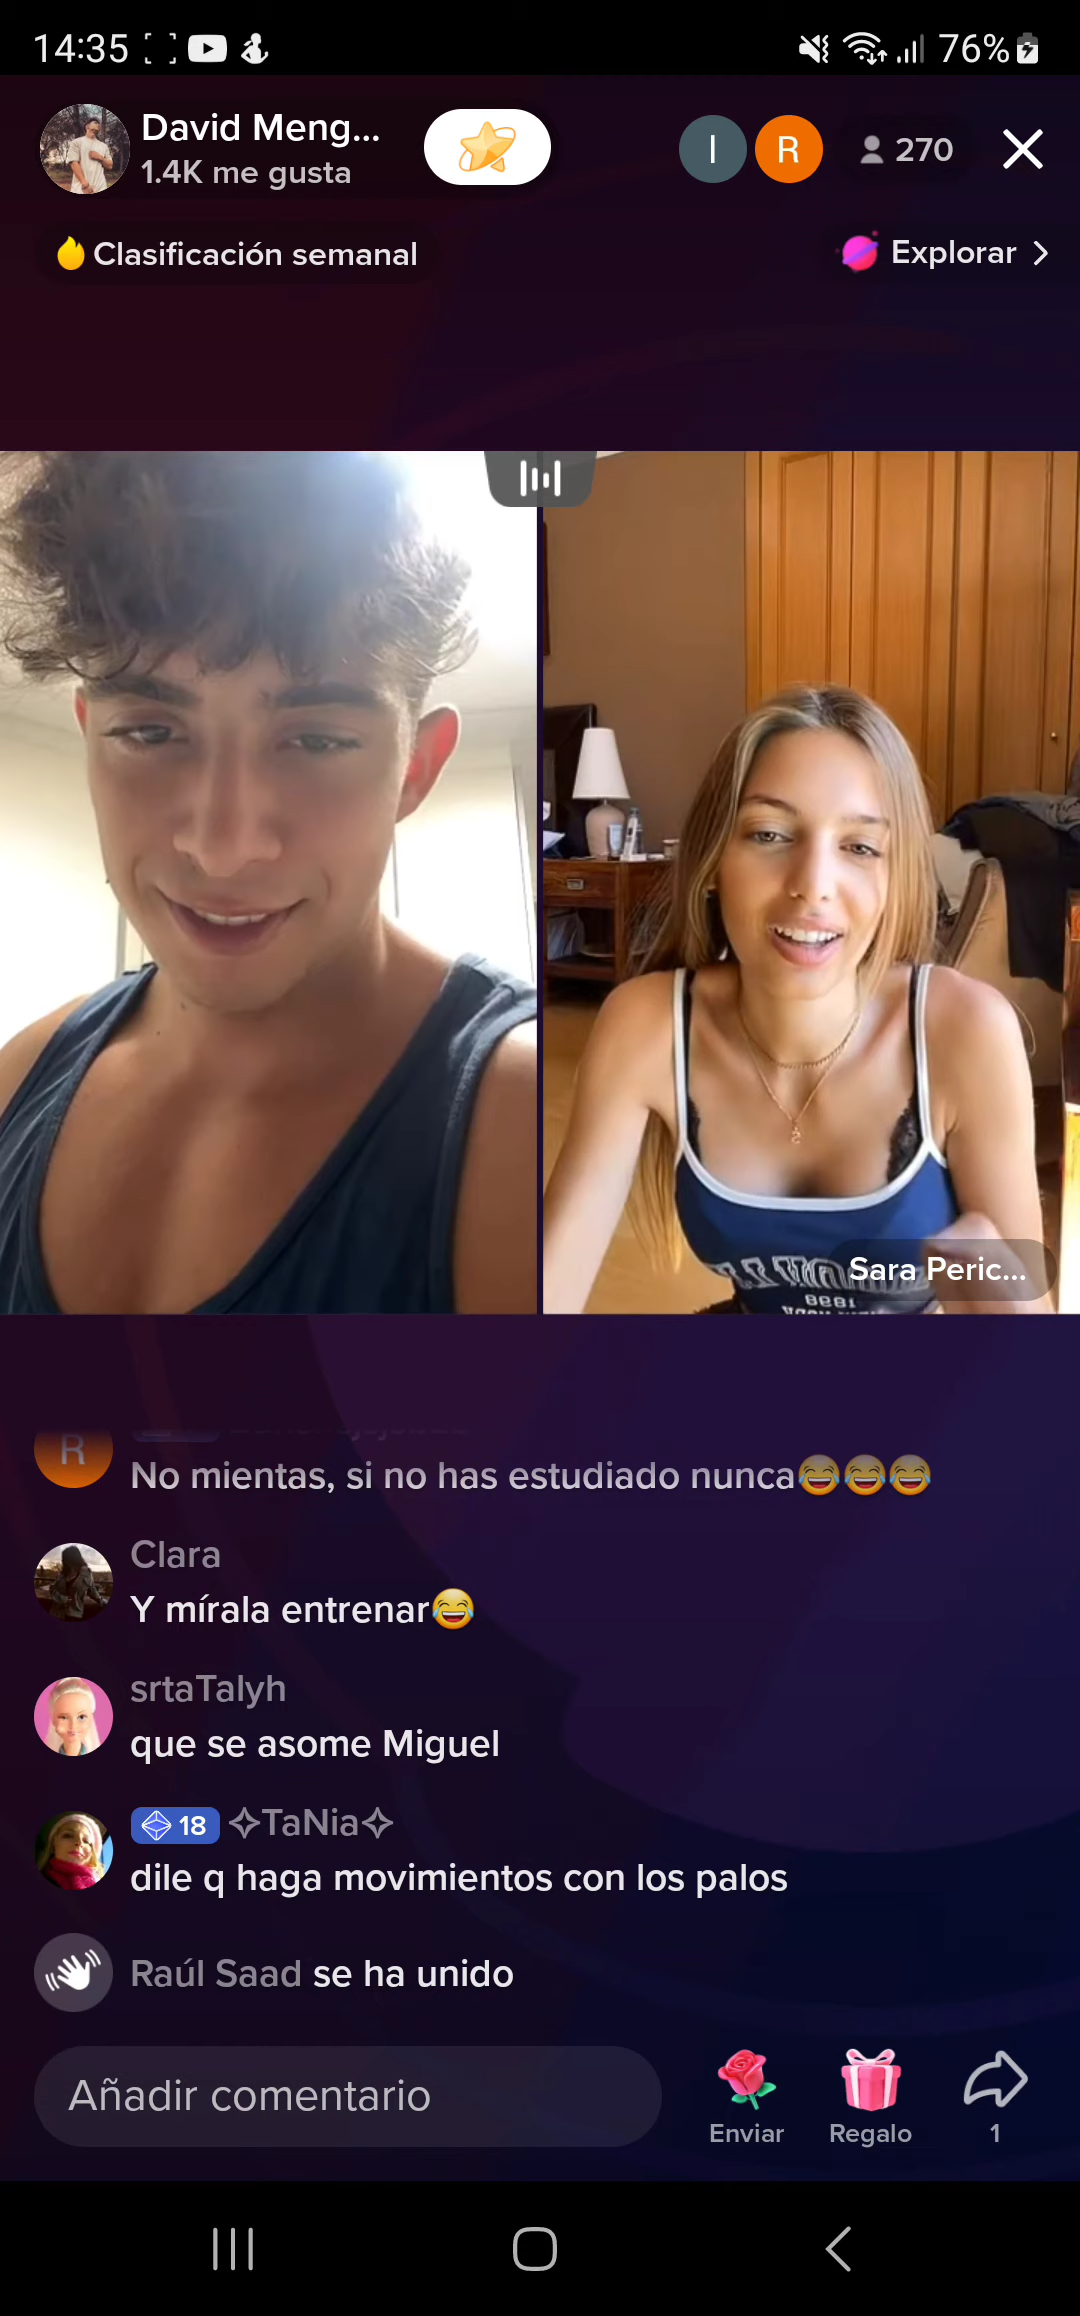 14:35
76%
David Meng...
1.4K me gusta
I
R
270
Clasificación semanal
Explorar
Sara Peric...
1898
R
No mientas, si no has estudiado nunca😂😂😂
Clara
Y mírala entrenar😂
srtaTalyh
que se asome Miguel
18 ✧TaNia✧
dile q haga movimientos con los palos
Raúl Saad se ha unido
Añadir comentario
Enviar
Regalo
1